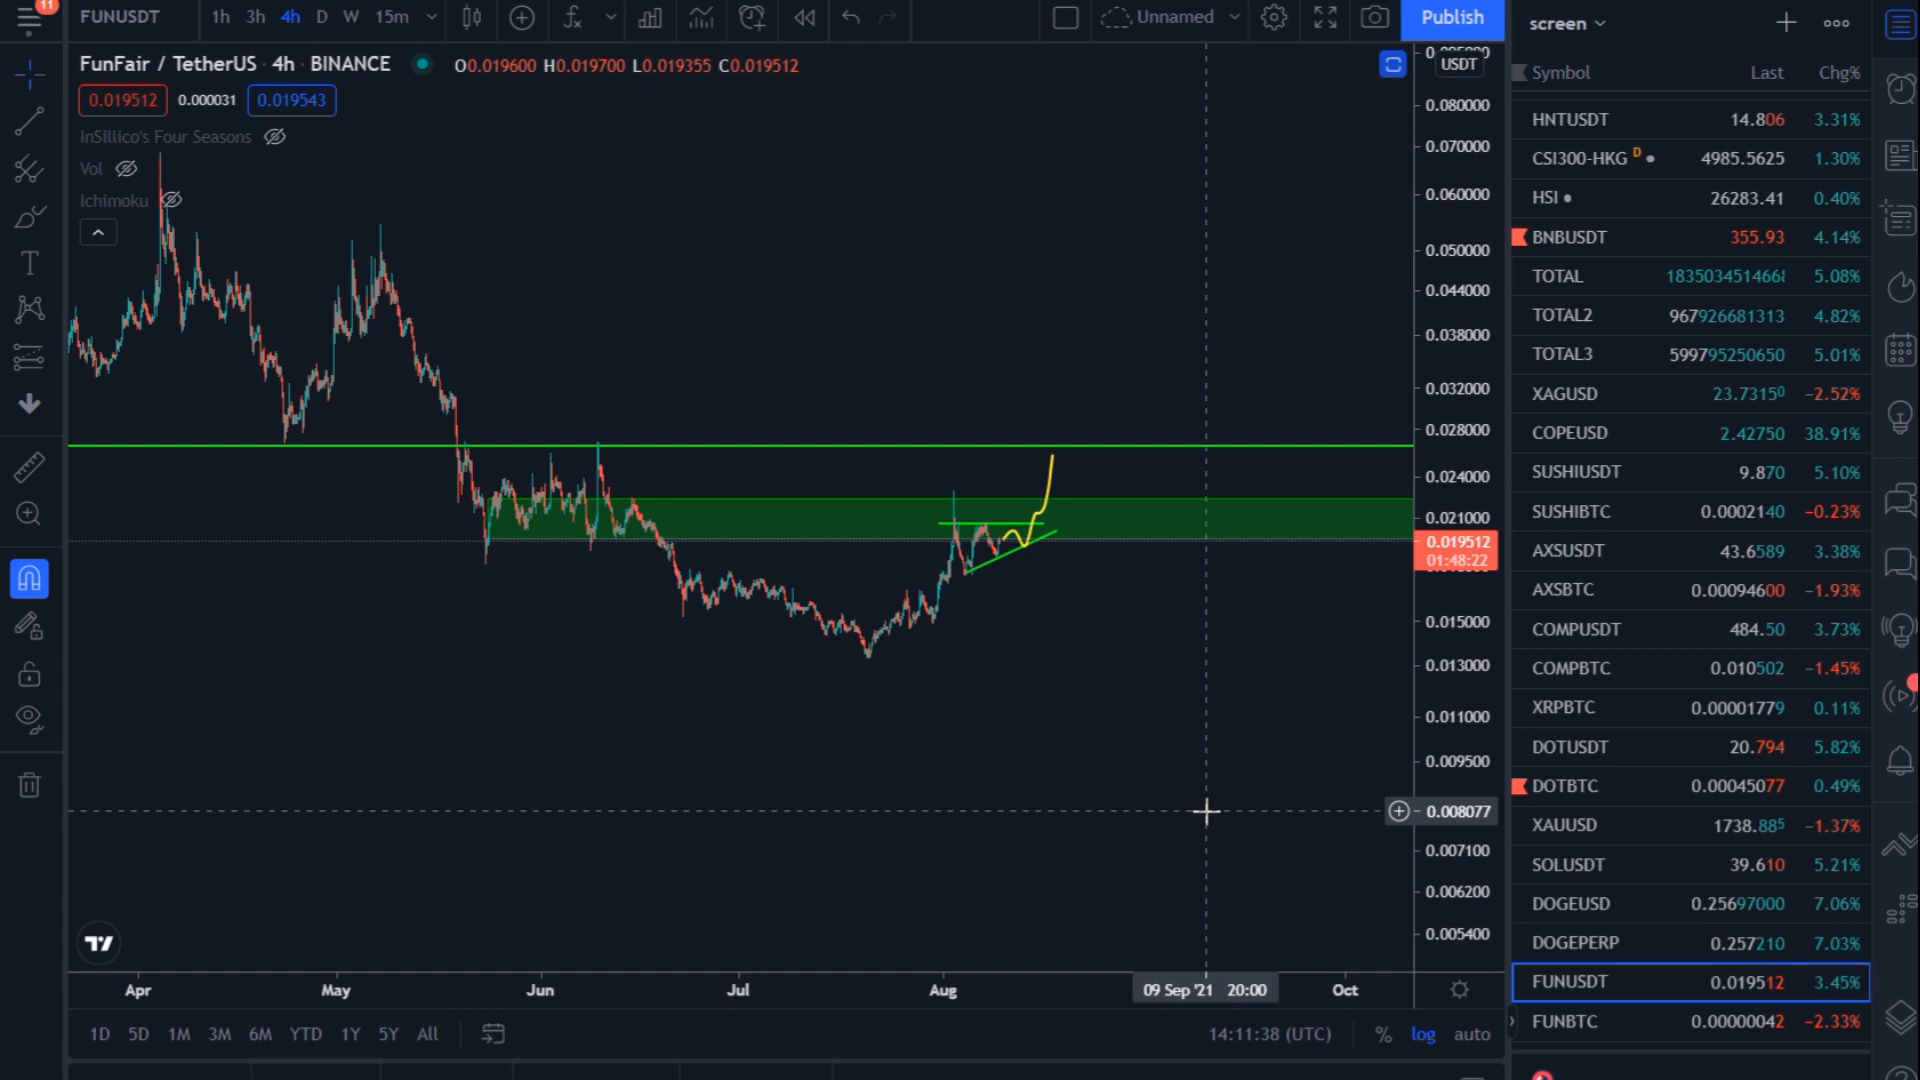 11
FUNUSDT 1h 3h 4h D W 15m Unnamed Publish
FunFair / TetherUS · 4h · BINANCE O0.019600 H0.019700 L0.019355 C0.019512
0.019512 0.000031 0.019543
InSillico's Four Seasons
Vol
Ichimoku
USDT
0.080000
0.070000
0.060000
0.050000
0.044000
0.038000
0.032000
0.028000
0.024000
0.021000
0.019512
01:48:22
0.015000
0.013000
0.011000
0.009500
0.008077
0.007100
0.006200
0.005400
Apr May Jun Jul Aug 09 Sep '21 20:00 Oct
1D 5D 1M 3M 6M YTD 1Y 5Y All 14:11:38 (UTC) % log auto
screen
Symbol Last Chg%
HNTUSDT 14.806 3.31%
CSI300-HKG D 4985.5625 1.30%
HSI 26283.41 0.40%
BNBUSDT 355.93 4.14%
TOTAL 1835034514668 5.08%
TOTAL2 967926681313 4.82%
TOTAL3 599795250650 5.01%
XAGUSD 23.73150 −2.52%
COPEUSD 2.42750 38.91%
SUSHIUSDT 9.870 5.10%
SUSHIBTC 0.0002140 −0.23%
AXSUSDT 43.6589 3.38%
AXSBTC 0.00094600 −1.93%
COMPUSDT 484.50 3.73%
COMPBTC 0.010502 −1.45%
XRPBTC 0.00001779 0.11%
DOTUSDT 20.794 5.82%
DOTBTC 0.00045077 0.49%
XAUUSD 1738.885 −1.37%
SOLUSDT 39.610 5.21%
DOGEUSD 0.25697000 7.06%
DOGEPERP 0.257210 7.03%
FUNUSDT 0.019512 3.45%
FUNBTC 0.00000042 −2.33%